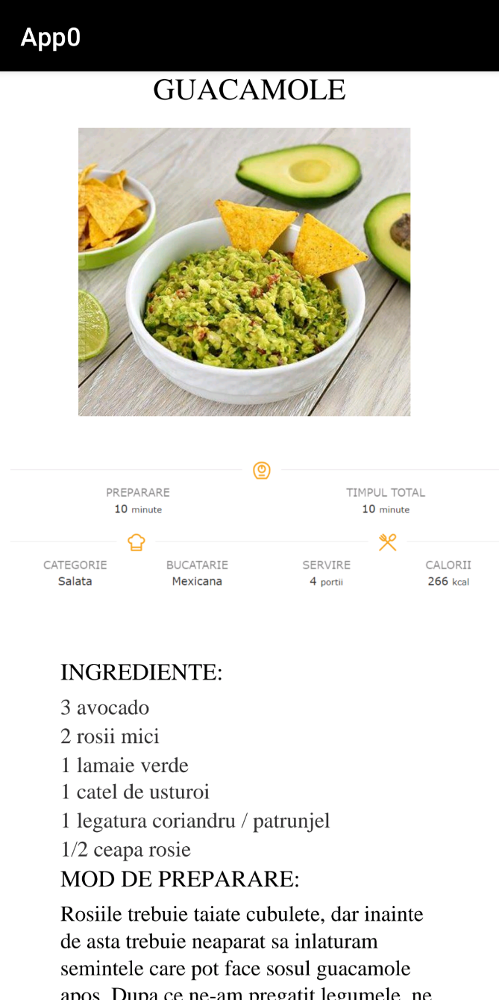 App0
GUACAMOLE
PREPARARE
10 minute
TIMPUL TOTAL
10 minute
CATEGORIE
Salata
BUCATARIE
Mexicana
SERVIRE
4 portii
CALORII
266 kcal
INGREDIENTE:
3 avocado
2 rosii mici
1 lamaie verde
1 catel de usturoi
1 legatura coriandru / patrunjel
1/2 ceapa rosie
MOD DE PREPARARE:
Rosiile trebuie taiate cubulete, dar inainte
de asta trebuie neaparat sa inlaturam
semintele care pot face sosul guacamole
apos. Dupa ce ne-am pregatit legumele, ne